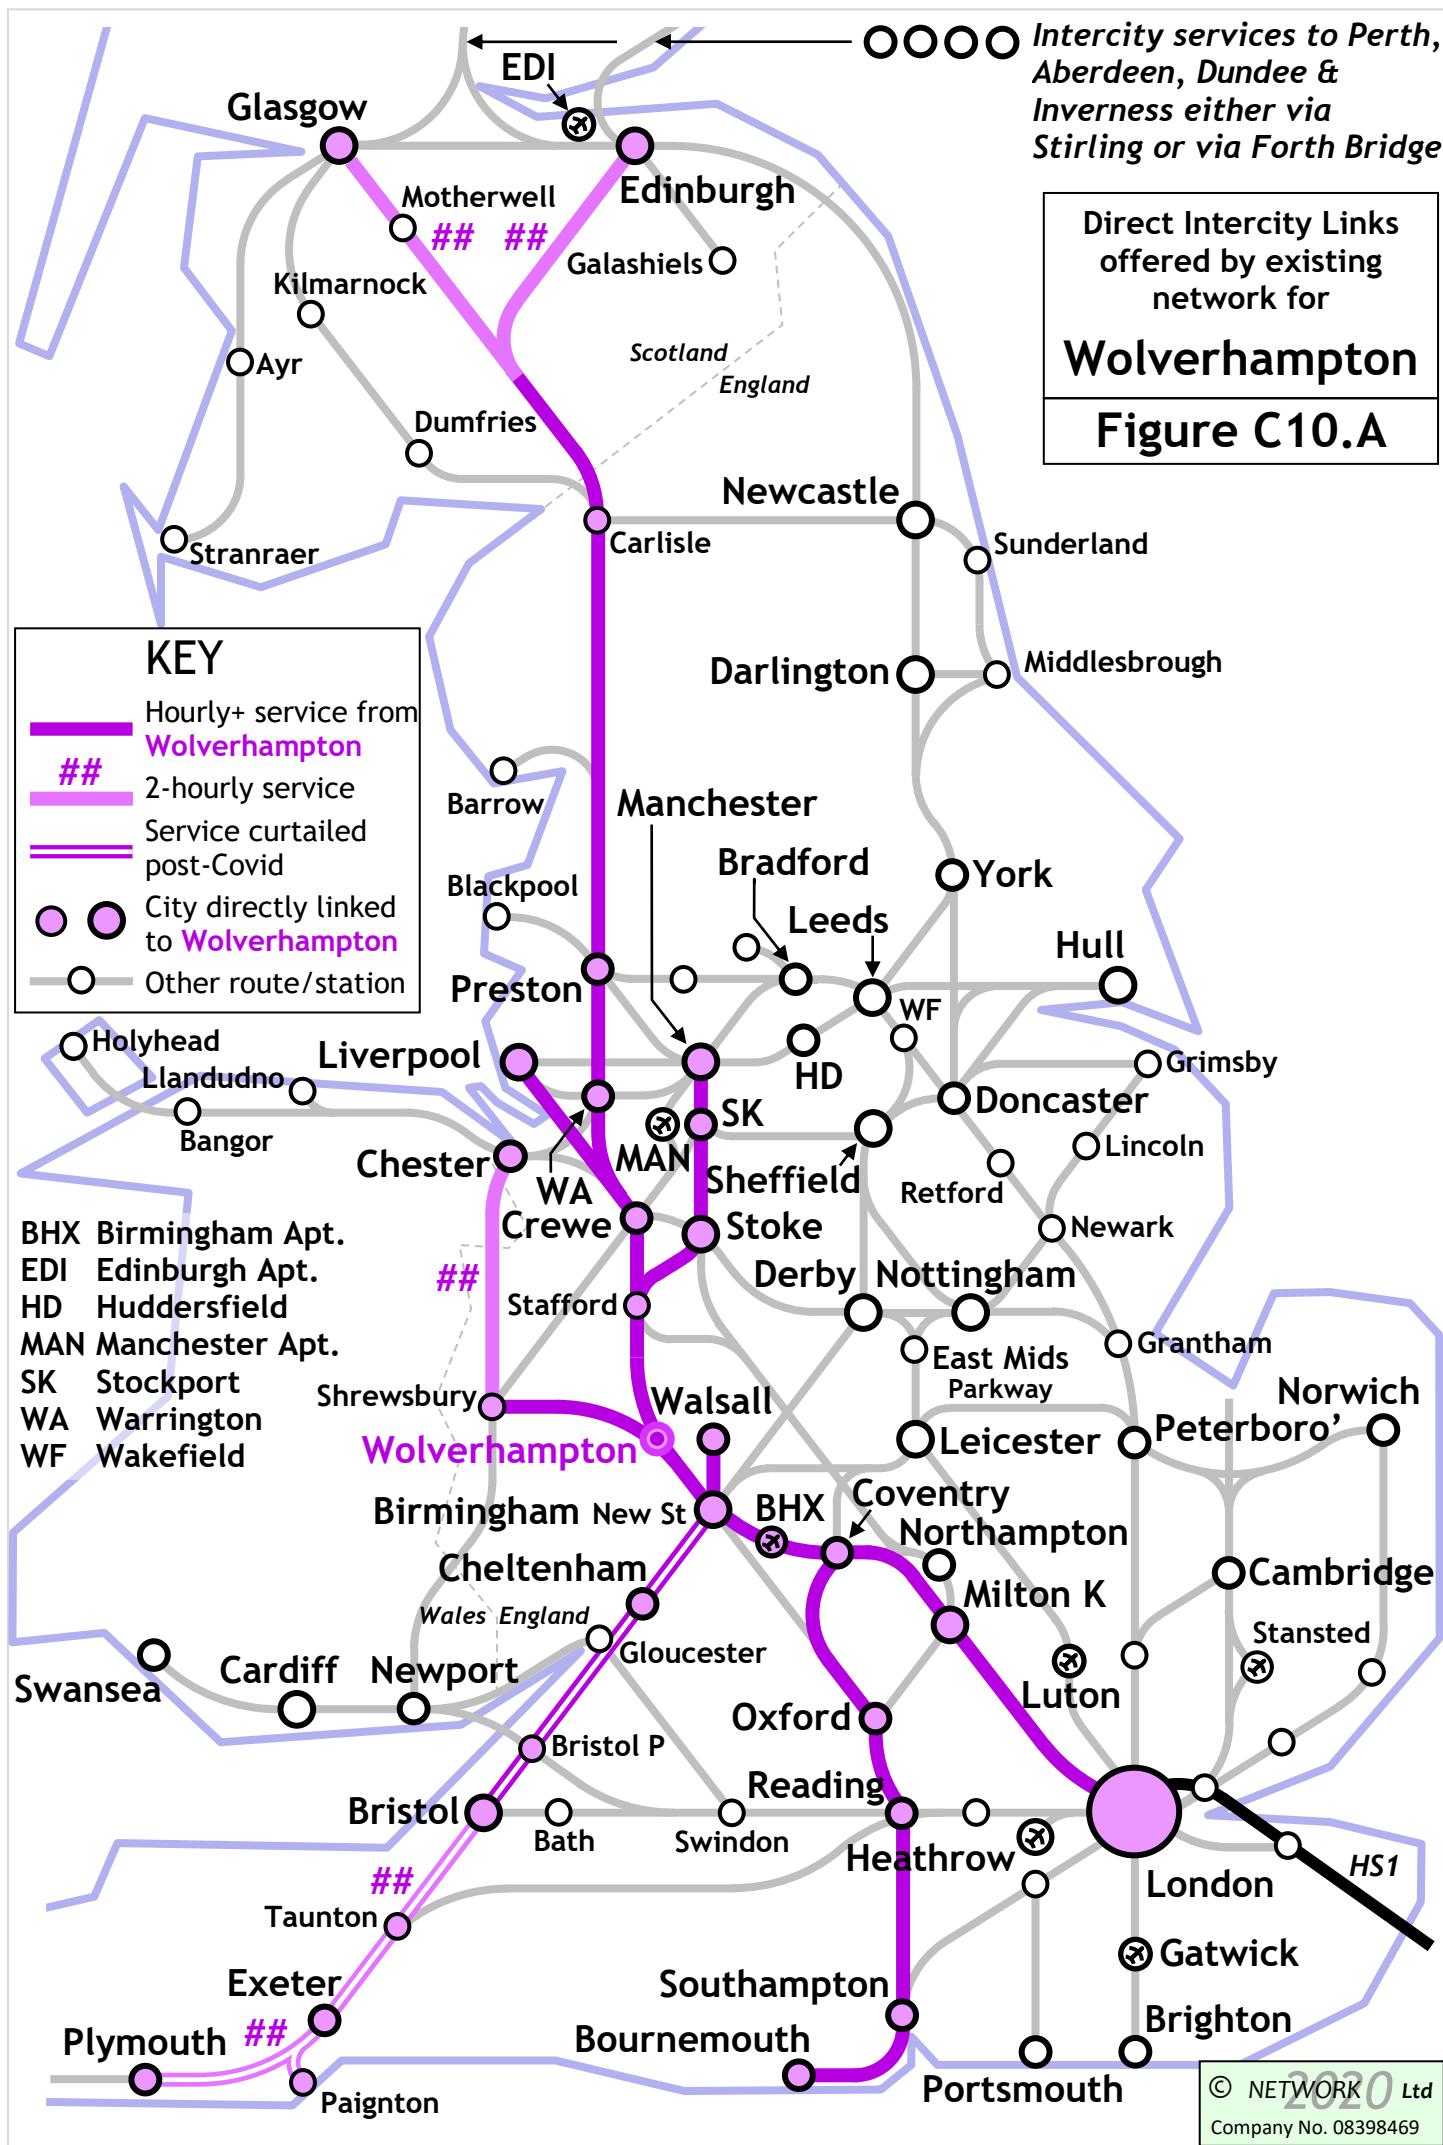 Intercity services to Perth,
Aberdeen, Dundee &
Inverness either via
Stirling or via Forth Bridge
EDI
Glasgow
Edinburgh
Motherwell
## ##
Galashiels
Kilmarnock
Direct Intercity Links
offered by existing
network for
Wolverhampton
Figure C10.A
Scotland
England
Ayr
Dumfries
Newcastle
Carlisle
Sunderland
Stranraer
Darlington
Middlesbrough
KEY
Hourly+ service from
Wolverhampton
##
2-hourly service
Service curtailed
post-Covid
City directly linked
to Wolverhampton
Other route/station
Barrow
Manchester
Bradford
York
Blackpool
Leeds
Hull
Preston
WF
Holyhead
Liverpool
Llandudno
HD
Grimsby
Bangor
SK
Doncaster
MAN
Chester
Lincoln
WA
Sheffield
Retford
Crewe
Stoke
Newark
BHX Birmingham Apt.
EDI Edinburgh Apt.
HD Huddersfield
MAN Manchester Apt.
SK Stockport
WA Warrington
WF Wakefield
##
Derby
Nottingham
Stafford
Grantham
East Mids
Parkway
Shrewsbury
Walsall
Norwich
Wolverhampton
Leicester
Peterboro’
Birmingham New St
BHX
Coventry
Northampton
Cheltenham
Cambridge
Milton K
Wales England
Gloucester
Stansted
Swansea
Cardiff
Newport
Luton
Oxford
Bristol P
Reading
Bristol
Bath
Swindon
Heathrow
HS1
London
##
Taunton
Gatwick
Exeter
Southampton
Brighton
##
Plymouth
Bournemouth
Paignton
Portsmouth
© NETWORK 2020 Ltd
Company No. 08398469